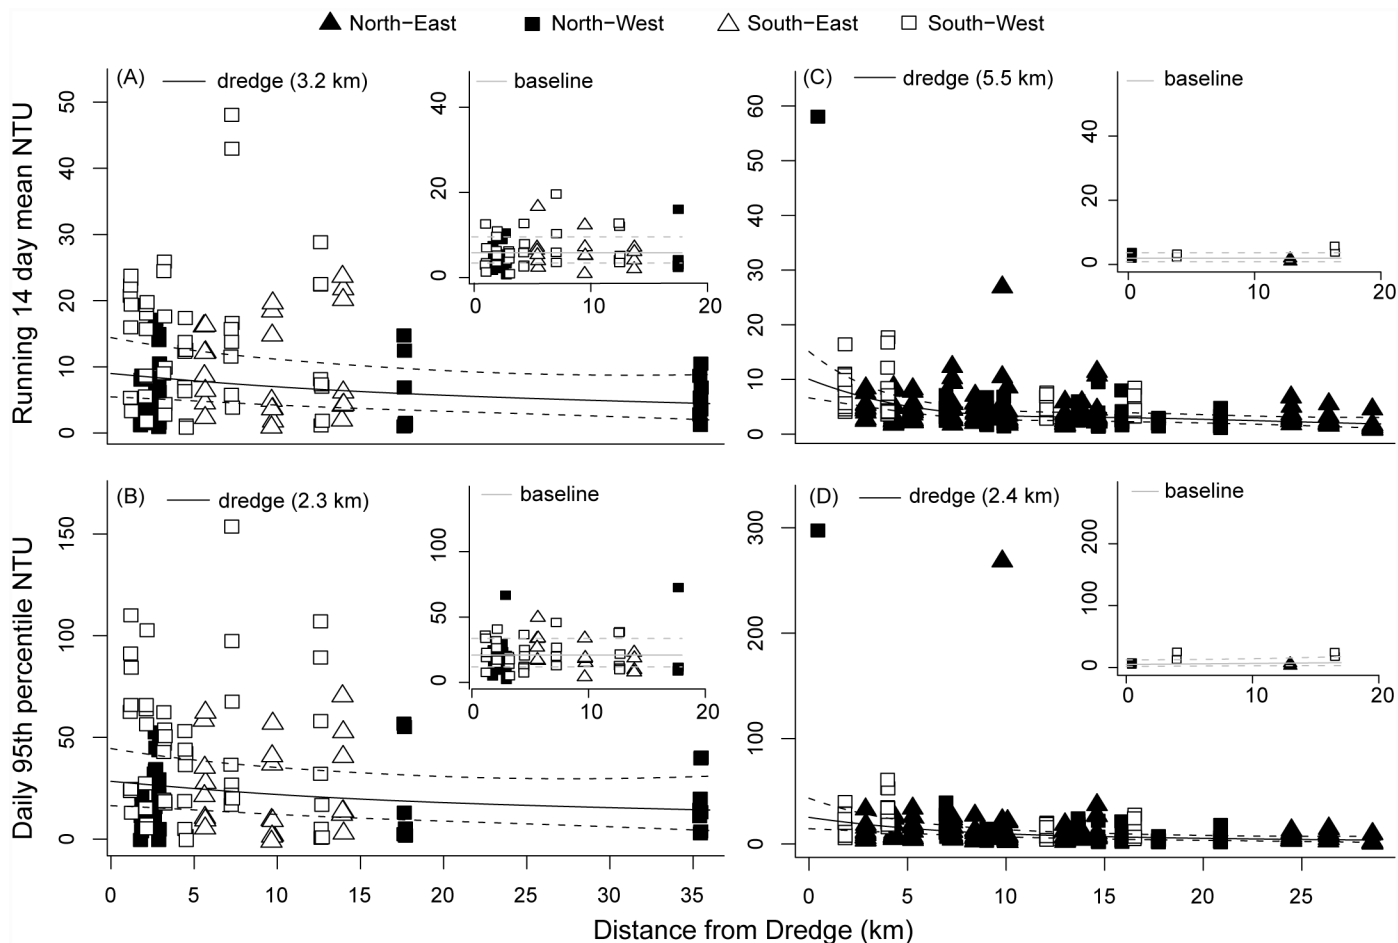 North−East North−West South−East South−West
Running 14 day mean NTU
(A) dredge (3.2 km)
0 10 20 30 40 50
baseline
0 20 40
0 10 20
(C) dredge (5.5 km)
0 10 20 30 40 50 60
baseline
0 20 40
0 10 20
Daily 95th percentile NTU
(B) dredge (2.3 km)
0 50 100 150
baseline
0 50 100
0 10 20
0 5 10 15 20 25 30 35
(D) dredge (2.4 km)
0 100 200 300
baseline
0 100 200
0 10 20
0 5 10 15 20 25
Distance from Dredge (km)